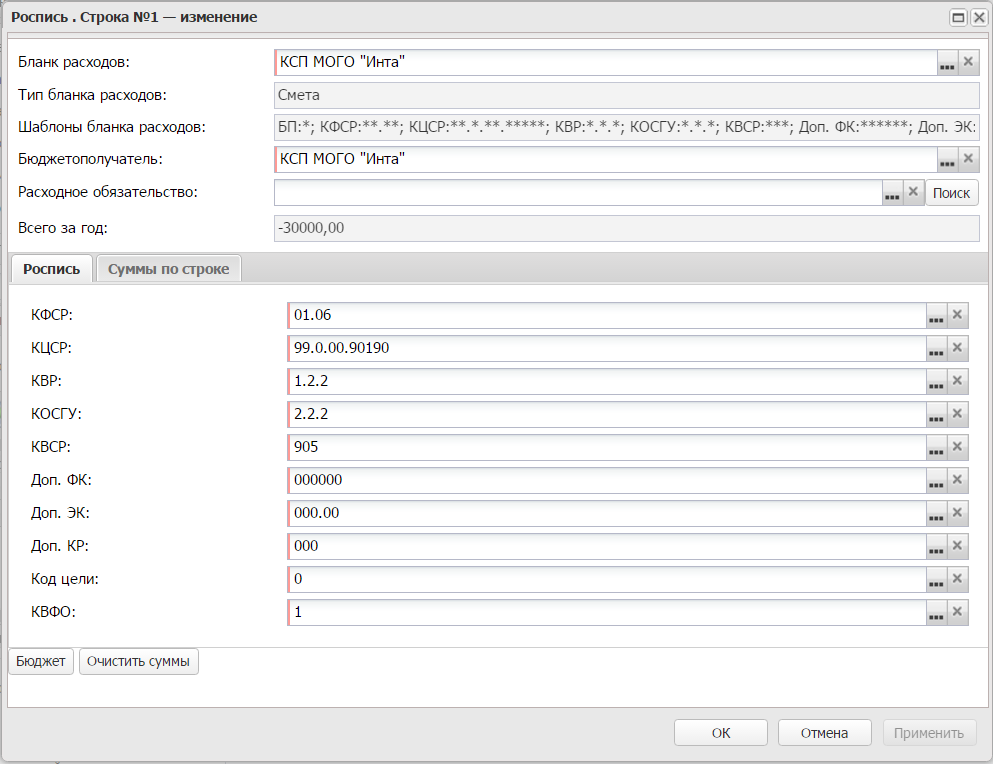 Роспись . Строка №1 — изменение
Бланк расходов: КСП МОГО "Инта"
Тип бланка расходов: Смета
Шаблоны бланка расходов: БП:*; КФСР:**.**; КЦСР:**.*.**.*****; КВР:*.*.*; КОСГУ:*.*.*; КВСР:***; Доп. ФК:******; Доп. ЭК:
Бюджетополучатель: КСП МОГО "Инта"
Расходное обязательство: Поиск
Всего за год: -30000,00
Роспись Суммы по строке
КФСР: 01.06
КЦСР: 99.0.00.90190
КВР: 1.2.2
КОСГУ: 2.2.2
КВСР: 905
Доп. ФК: 000000
Доп. ЭК: 000.00
Доп. КР: 000
Код цели: 0
КВФО: 1
Бюджет Очистить суммы
ОК Отмена Применить